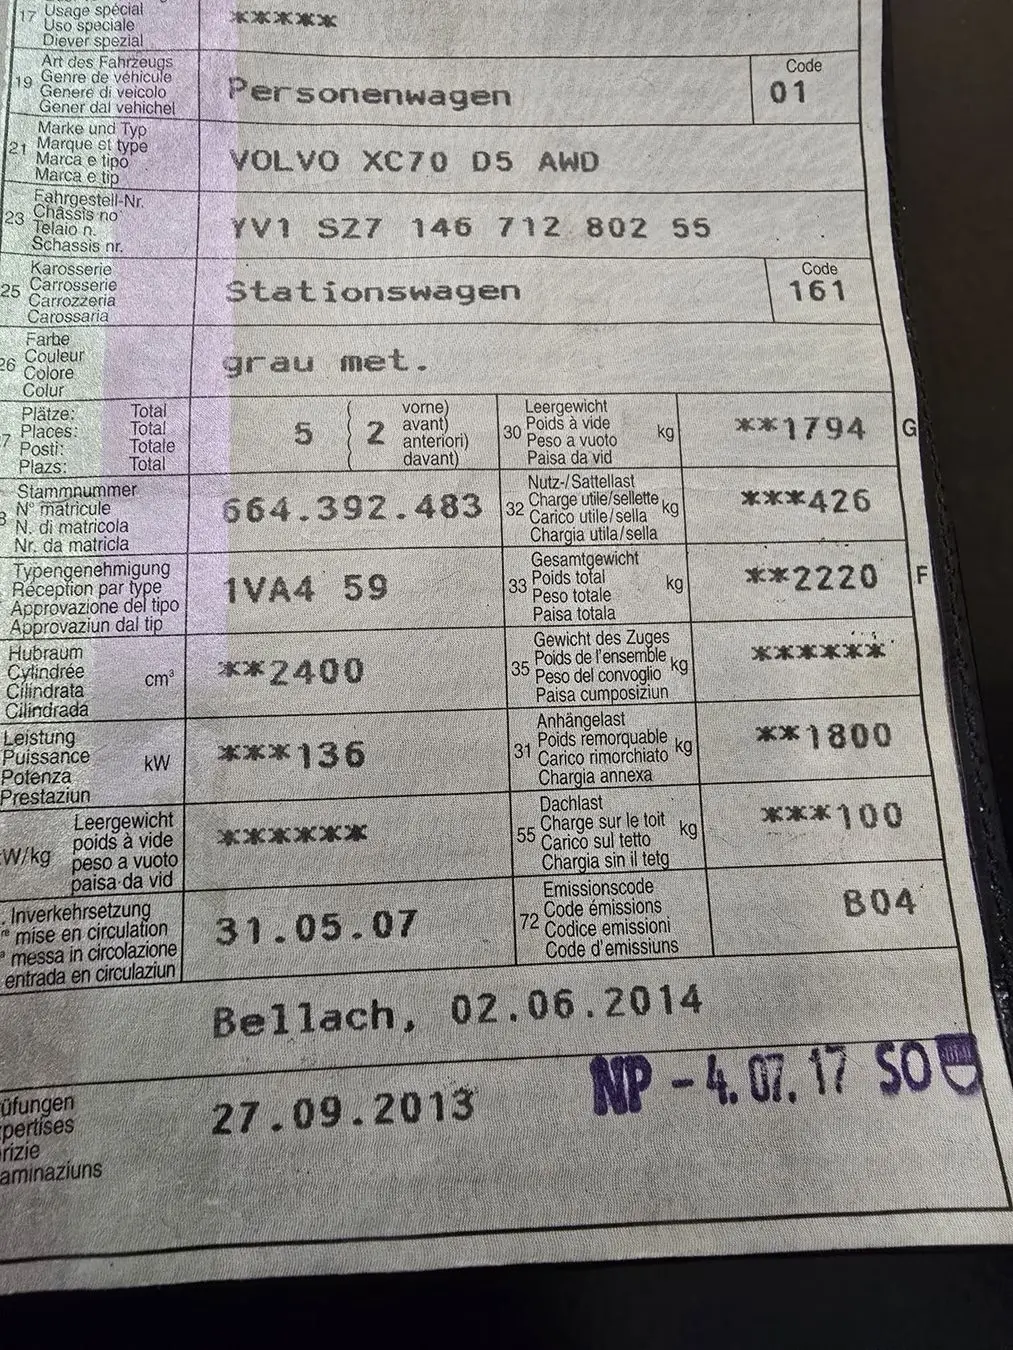 17 Usage spécial
Uso speciale
Diever spezial
*****
19 Art des Fahrzeugs
Genre de véhicule
Genere di veicolo
Gener dal vehichel
Personenwagen
Code
01
21 Marke und Typ
Marque et type
Marca e tipo
Marca e tip
VOLVO XC70 D5 AWD
23 Fahrgestell-Nr.
Châssis no
Telaio n.
Schassis nr.
YV1 SZ7 146 712 802 55
25 Karosserie
Carrosserie
Carrozzeria
Carossaria
Stationswagen
Code
161
26 Farbe
Couleur
Colore
Colur
grau met.
7 Plätze: Total
Places: Total
Posti: Totale
Plazs: Total
5 ( 2 vorne)
avant)
anteriori)
davant)
30 Leergewicht
Poids à vide
Peso a vuoto
Paisa da vid
kg
**1794
G
Stammnummer
N° matricule
N. di matricola
Nr. da matricla
664.392.483
32 Nutz-/Sattellast
Charge utile/sellette
Carico utile/sella
Chargia utila/sella
kg
***426
Typengenehmigung
Réception par type
Approvazione del tipo
Approvaziun dal tip
1VA4 59
33 Gesamtgewicht
Poids total
Peso totale
Paisa totala
kg
**2220
F
Hubraum
Cylindrée
Cilindrata
Cilindrada
cm³
**2400
35 Gewicht des Zuges
Poids de l'ensemble
Peso del convoglio
Paisa cumposiziun
kg
******
Leistung
Puissance
Potenza
Prestaziun
kW
***136
31 Anhängelast
Poids remorquable
Carico rimorchiato
Chargia annexa
kg
**1800
W/kg
Leergewicht
poids à vide
peso a vuoto
paisa da vid
******
55 Dachlast
Charge sur le toit
Carico sul tetto
Chargia sin il tetg
kg
***100
. Inverkehrsetzung
re mise en circulation
a messa in circolazione
entrada en circulaziun
31.05.07
72 Emissionscode
Code émissions
Codice emissioni
Code d'emissiuns
B04
Bellach, 02.06.2014
NP - 4. 07. 17 SO
üfungen
pertises
rizie
aminaziuns
27.09.2013